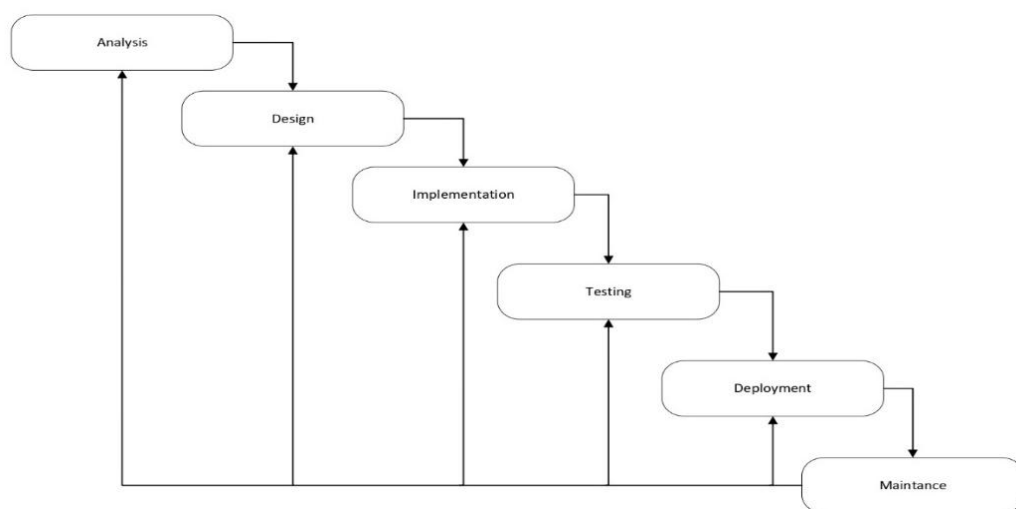 Analysis
Design
Implementation
Testing
Deployment
Maintance